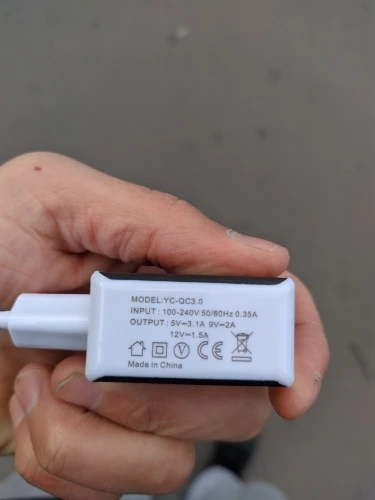 MODEL:YC-QC3.0
INPUT : 100-240V 50/60Hz 0.35A
OUTPUT : 5V⎓3.1A 9V⎓2A
12V⎓1.5A
V CE
Made in China